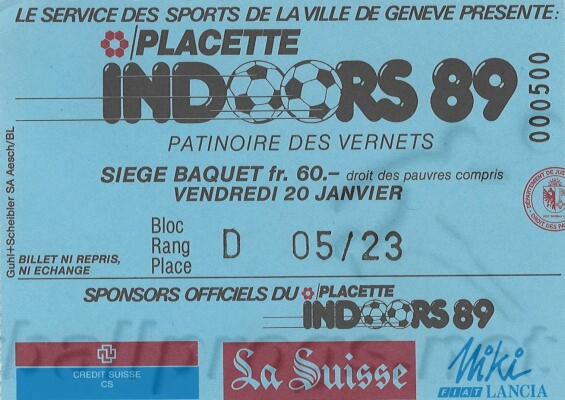 LE SERVICE DES SPORTS DE LA VILLE DE GENEVE PRESENTE:
PLACETTE
INDOORS 89
000500
PATINOIRE DES VERNETS
SIEGE BAQUET fr. 60.– droit des pauvres compris
VENDREDI 20 JANVIER
Guhl+Scheibler SA Aesch/BL
Bloc
Rang D 05/23
Place
BILLET NI REPRIS,
NI ECHANGE
SPONSORS OFFICIELS DU PLACETTE
INDOORS 89
CREDIT SUISSE
CS
La Suisse
Miki
FIAT LANCIA